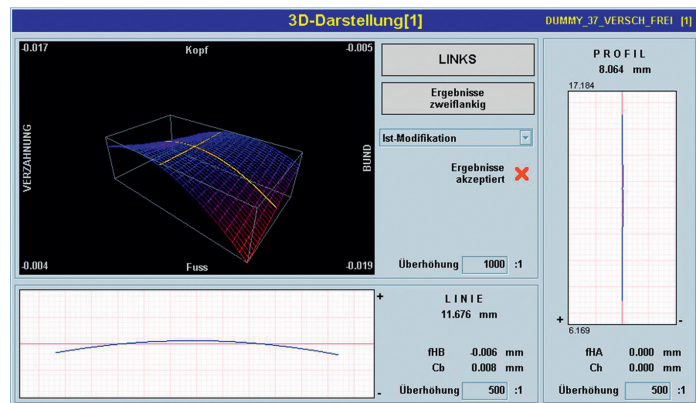 3D-Darstellung[1]
DUMMY_37_VERSCH_FREI [1]
-0.017
Kopf
-0.005
VERZAHNUNG
BUND
-0.004
Fuss
-0.019
LINKS
Ergebnisse
zweiflankig
Ist-Modifikation
Ergebnisse
akzeptiert
Überhöhung 1000 :1
PROFIL
8.064 mm
17.184
+ -
6.169
fHA 0.000 mm
Ch 0.000 mm
Überhöhung 500 :1
+
-
LINIE
11.676 mm
fHB -0.006 mm
Cb 0.008 mm
Überhöhung 500 :1